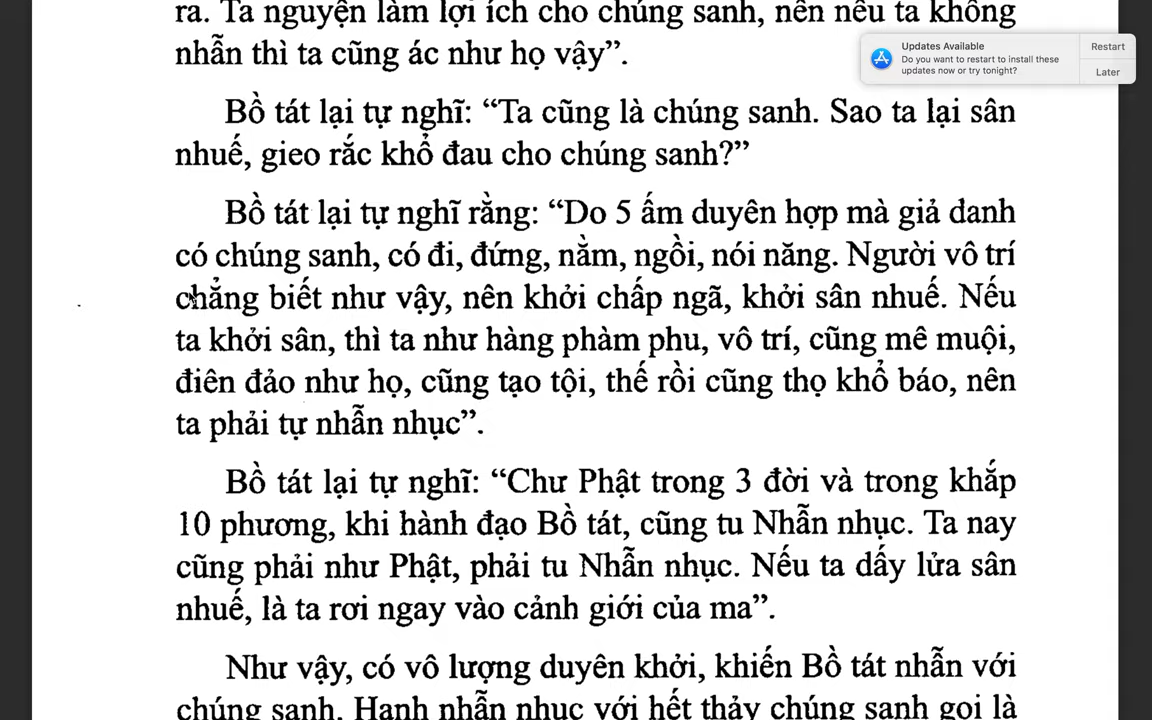 ra. Ta nguyện làm lợi ích cho chúng sanh, nên nếu ta không
nhẫn thì ta cũng ác như họ vậy”.
Updates Available
Do you want to restart to install these
updates now or try tonight?
Restart
Later
Bồ tát lại tự nghĩ: “Ta cũng là chúng sanh. Sao ta lại sân
nhuế, gieo rắc khổ đau cho chúng sanh?”
Bồ tát lại tự nghĩ rằng: “Do 5 ấm duyên hợp mà giả danh
có chúng sanh, có đi, đứng, nằm, ngồi, nói năng. Người vô trí
chẳng biết như vậy, nên khởi chấp ngã, khởi sân nhuế. Nếu
ta khởi sân, thì ta như hàng phàm phu, vô trí, cũng mê muội,
điên đảo như họ, cũng tạo tội, thế rồi cũng thọ khổ báo, nên
ta phải tự nhẫn nhục”.
Bồ tát lại tự nghĩ: “Chư Phật trong 3 đời và trong khắp
10 phương, khi hành đạo Bồ tát, cũng tu Nhẫn nhục. Ta nay
cũng phải như Phật, phải tu Nhẫn nhục. Nếu ta dấy lửa sân
nhuế, là ta rơi ngay vào cảnh giới của ma”.
Như vậy, có vô lượng duyên khởi, khiến Bồ tát nhẫn với
chúng sanh. Hạnh nhẫn nhục với hết thảy chúng sanh gọi là